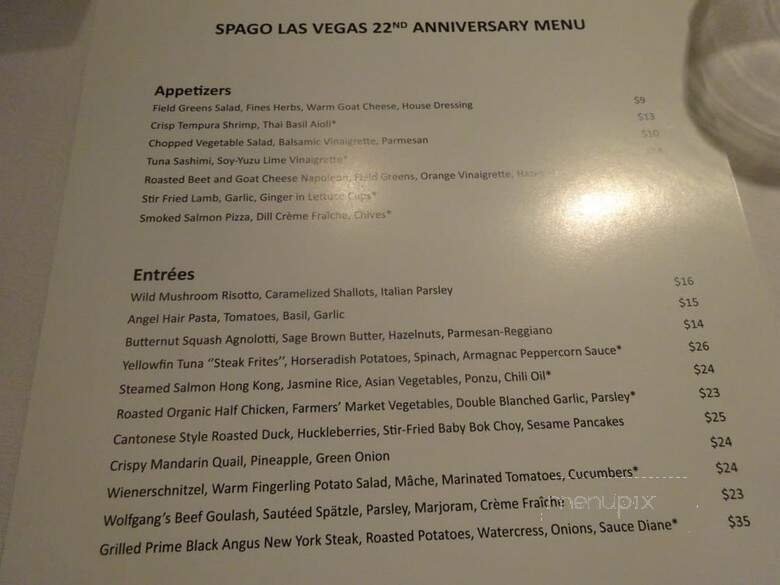 SPAGO LAS VEGAS 22ND ANNIVERSARY MENU
Appetizers
Field Greens Salad, Fines Herbs, Warm Goat Cheese, House Dressing $9
Crisp Tempura Shrimp, Thai Basil Aioli* $13
Chopped Vegetable Salad, Balsamic Vinaigrette, Parmesan $10
Tuna Sashimi, Soy-Yuzu Lime Vinaigrette*
Roasted Beet and Goat Cheese Napoleon, Field Greens, Orange Vinaigrette,
Stir Fried Lamb, Garlic, Ginger in Lettuce Cups*
Smoked Salmon Pizza, Dill Crème Fraîche, Chives*
Entrées
Wild Mushroom Risotto, Caramelized Shallots, Italian Parsley $16
Angel Hair Pasta, Tomatoes, Basil, Garlic $15
Butternut Squash Agnolotti, Sage Brown Butter, Hazelnuts, Parmesan-Reggiano $14
Yellowfin Tuna "Steak Frites", Horseradish Potatoes, Spinach, Armagnac Peppercorn Sauce* $26
Steamed Salmon Hong Kong, Jasmine Rice, Asian Vegetables, Ponzu, Chili Oil* $24
Roasted Organic Half Chicken, Farmers' Market Vegetables, Double Blanched Garlic, Parsley* $23
Cantonese Style Roasted Duck, Huckleberries, Stir-Fried Baby Bok Choy, Sesame Pancakes $25
Crispy Mandarin Quail, Pineapple, Green Onion $24
Wienerschnitzel, Warm Fingerling Potato Salad, Mâche, Marinated Tomatoes, Cucumbers* $24
Wolfgang's Beef Goulash, Sautéed Spätzle, Parsley, Marjoram, Crème Fraîche $23
Grilled Prime Black Angus New York Steak, Roasted Potatoes, Watercress, Onions, Sauce Diane* $35
menupix